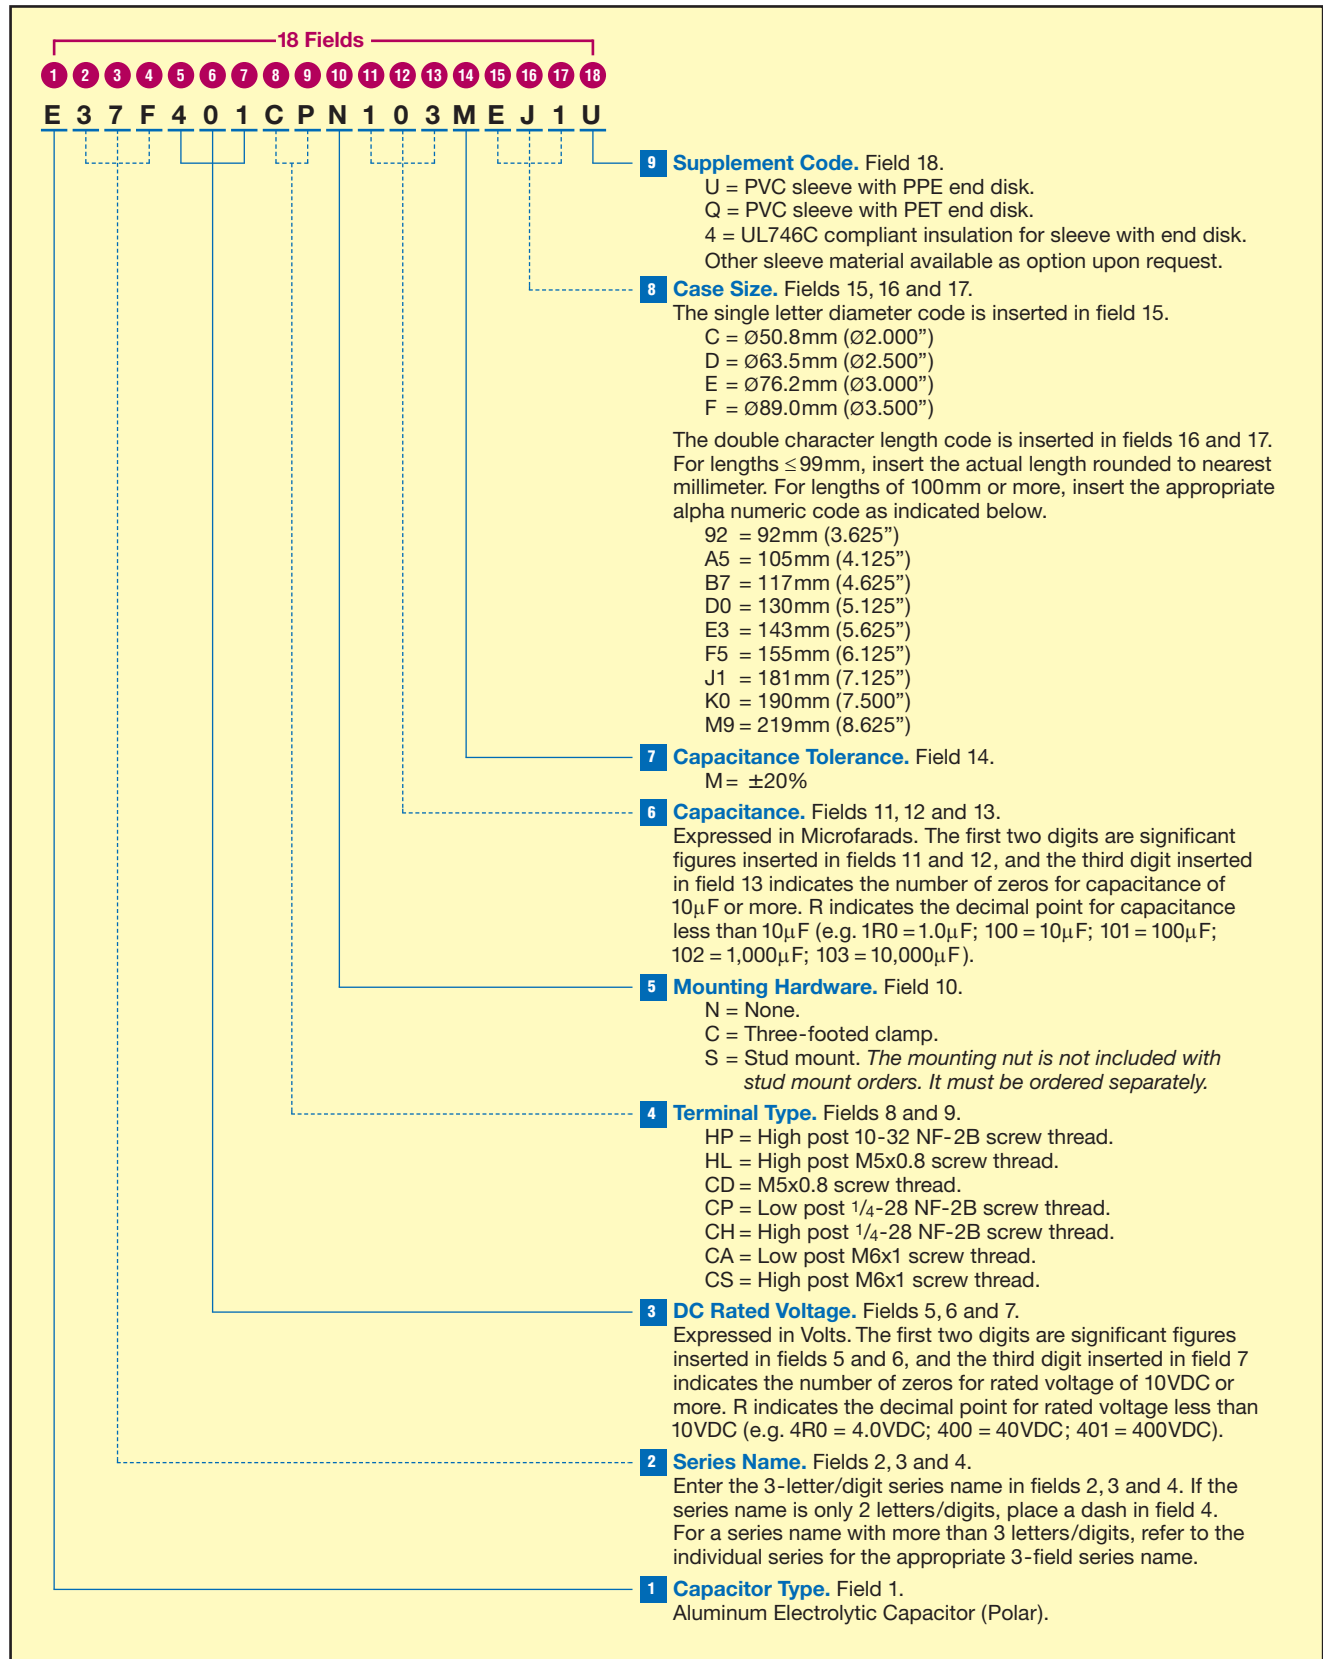 18 Fields
1 2 3 4 5 6 7 8 9 10 11 12 13 14 15 16 17 18
E 3 7 F 4 0 1 C P N 1 0 3 M E J 1 U
9 Supplement Code. Field 18.
U = PVC sleeve with PPE end disk.
Q = PVC sleeve with PET end disk.
4 = UL746C compliant insulation for sleeve with end disk.
Other sleeve material available as option upon request.
8 Case Size. Fields 15, 16 and 17.
The single letter diameter code is inserted in field 15.
C = Ø50.8mm (Ø2.000”)
D = Ø63.5mm (Ø2.500”)
E = Ø76.2mm (Ø3.000”)
F = Ø89.0mm (Ø3.500”)
The double character length code is inserted in fields 16 and 17.
For lengths ≤99mm, insert the actual length rounded to nearest
millimeter. For lengths of 100mm or more, insert the appropriate
alpha numeric code as indicated below.
92 = 92mm (3.625”)
A5 = 105mm (4.125”)
B7 = 117mm (4.625”)
D0 = 130mm (5.125”)
E3 = 143mm (5.625”)
F5 = 155mm (6.125”)
J1 = 181mm (7.125”)
K0 = 190mm (7.500”)
M9 = 219mm (8.625”)
7 Capacitance Tolerance. Field 14.
M = ±20%
6 Capacitance. Fields 11, 12 and 13.
Expressed in Microfarads. The first two digits are significant
figures inserted in fields 11 and 12, and the third digit inserted
in field 13 indicates the number of zeros for capacitance of
10µF or more. R indicates the decimal point for capacitance
less than 10µF (e.g. 1R0 = 1.0µF; 100 = 10µF; 101 = 100µF;
102 = 1,000µF; 103 = 10,000µF).
5 Mounting Hardware. Field 10.
N = None.
C = Three-footed clamp.
S = Stud mount. The mounting nut is not included with
stud mount orders. It must be ordered separately.
4 Terminal Type. Fields 8 and 9.
HP = High post 10-32 NF-2B screw thread.
HL = High post M5x0.8 screw thread.
CD = M5x0.8 screw thread.
CP = Low post 1/4-28 NF-2B screw thread.
CH = High post 1/4-28 NF-2B screw thread.
CA = Low post M6x1 screw thread.
CS = High post M6x1 screw thread.
3 DC Rated Voltage. Fields 5, 6 and 7.
Expressed in Volts. The first two digits are significant figures
inserted in fields 5 and 6, and the third digit inserted in field 7
indicates the number of zeros for rated voltage of 10VDC or
more. R indicates the decimal point for rated voltage less than
10VDC (e.g. 4R0 = 4.0VDC; 400 = 40VDC; 401 = 400VDC).
2 Series Name. Fields 2, 3 and 4.
Enter the 3-letter/digit series name in fields 2, 3 and 4. If the
series name is only 2 letters/digits, place a dash in field 4.
For a series name with more than 3 letters/digits, refer to the
individual series for the appropriate 3-field series name.
1 Capacitor Type. Field 1.
Aluminum Electrolytic Capacitor (Polar).